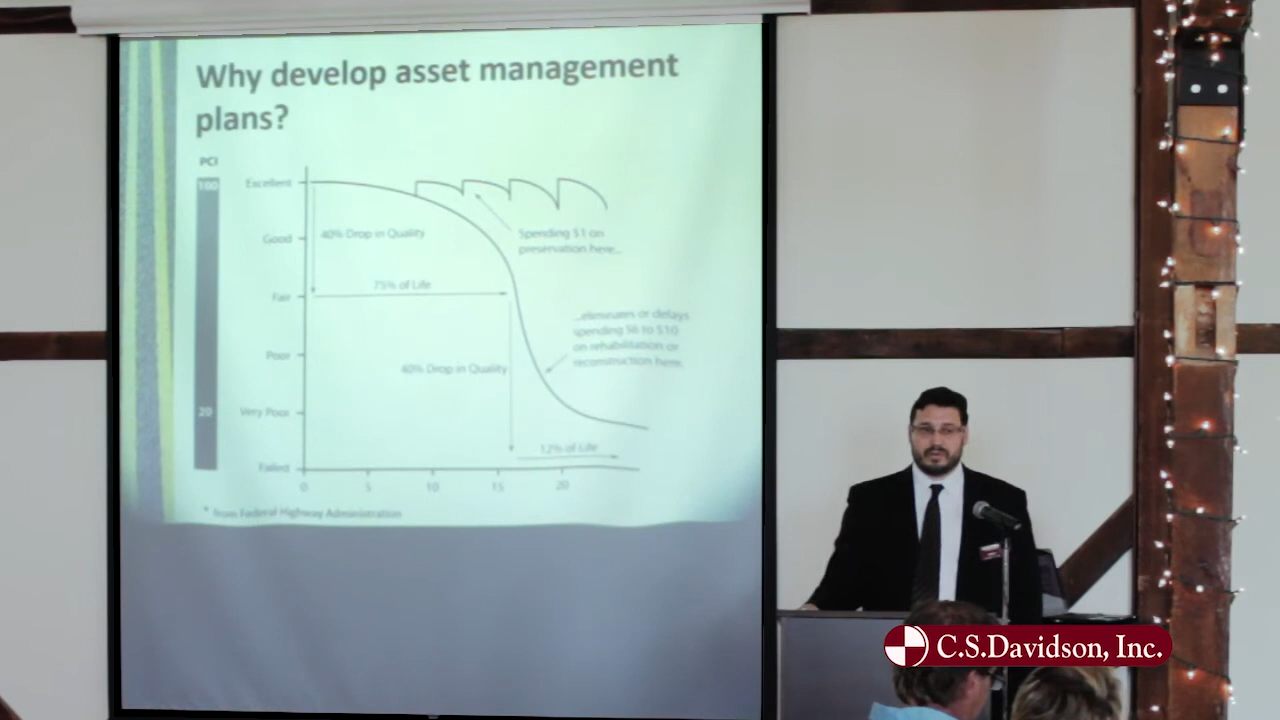 Why develop asset management
plans?
PCI
100
Excellent
Good
40% Drop in Quality
Spending $1 on
preservation here...
75% of Life
Fair
...eliminates or delays
spending $6 to $10
on rehabilitation or
reconstruction here.
Poor
40% Drop in Quality
20
Very Poor
12% of Life
Failed
0 5 10 15 20
* from Federal Highway Administration
C.S.Davidson, Inc.